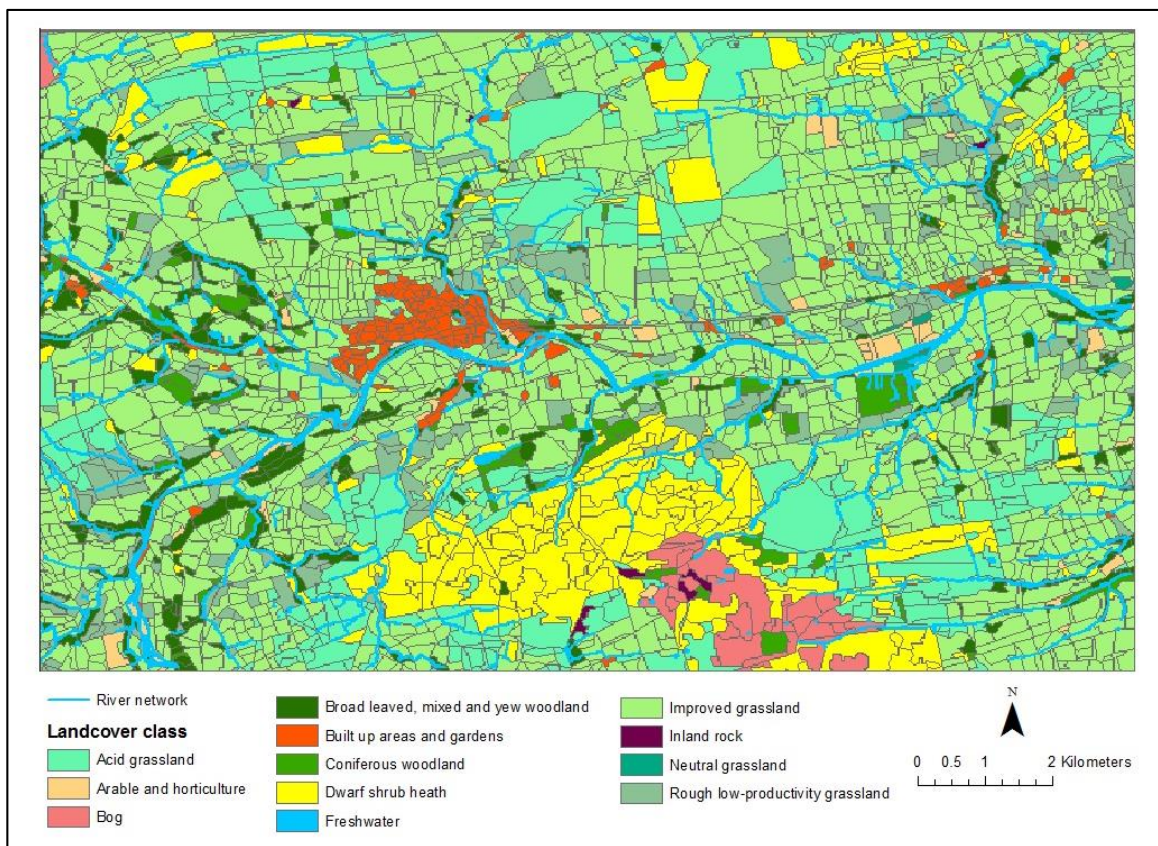 River network
Landcover class
Acid grassland
Arable and horticulture
Bog
Broad leaved, mixed and yew woodland
Built up areas and gardens
Coniferous woodland
Dwarf shrub heath
Freshwater
Improved grassland
Inland rock
Neutral grassland
Rough low-productivity grassland
N
0 0.5 1 2 Kilometers